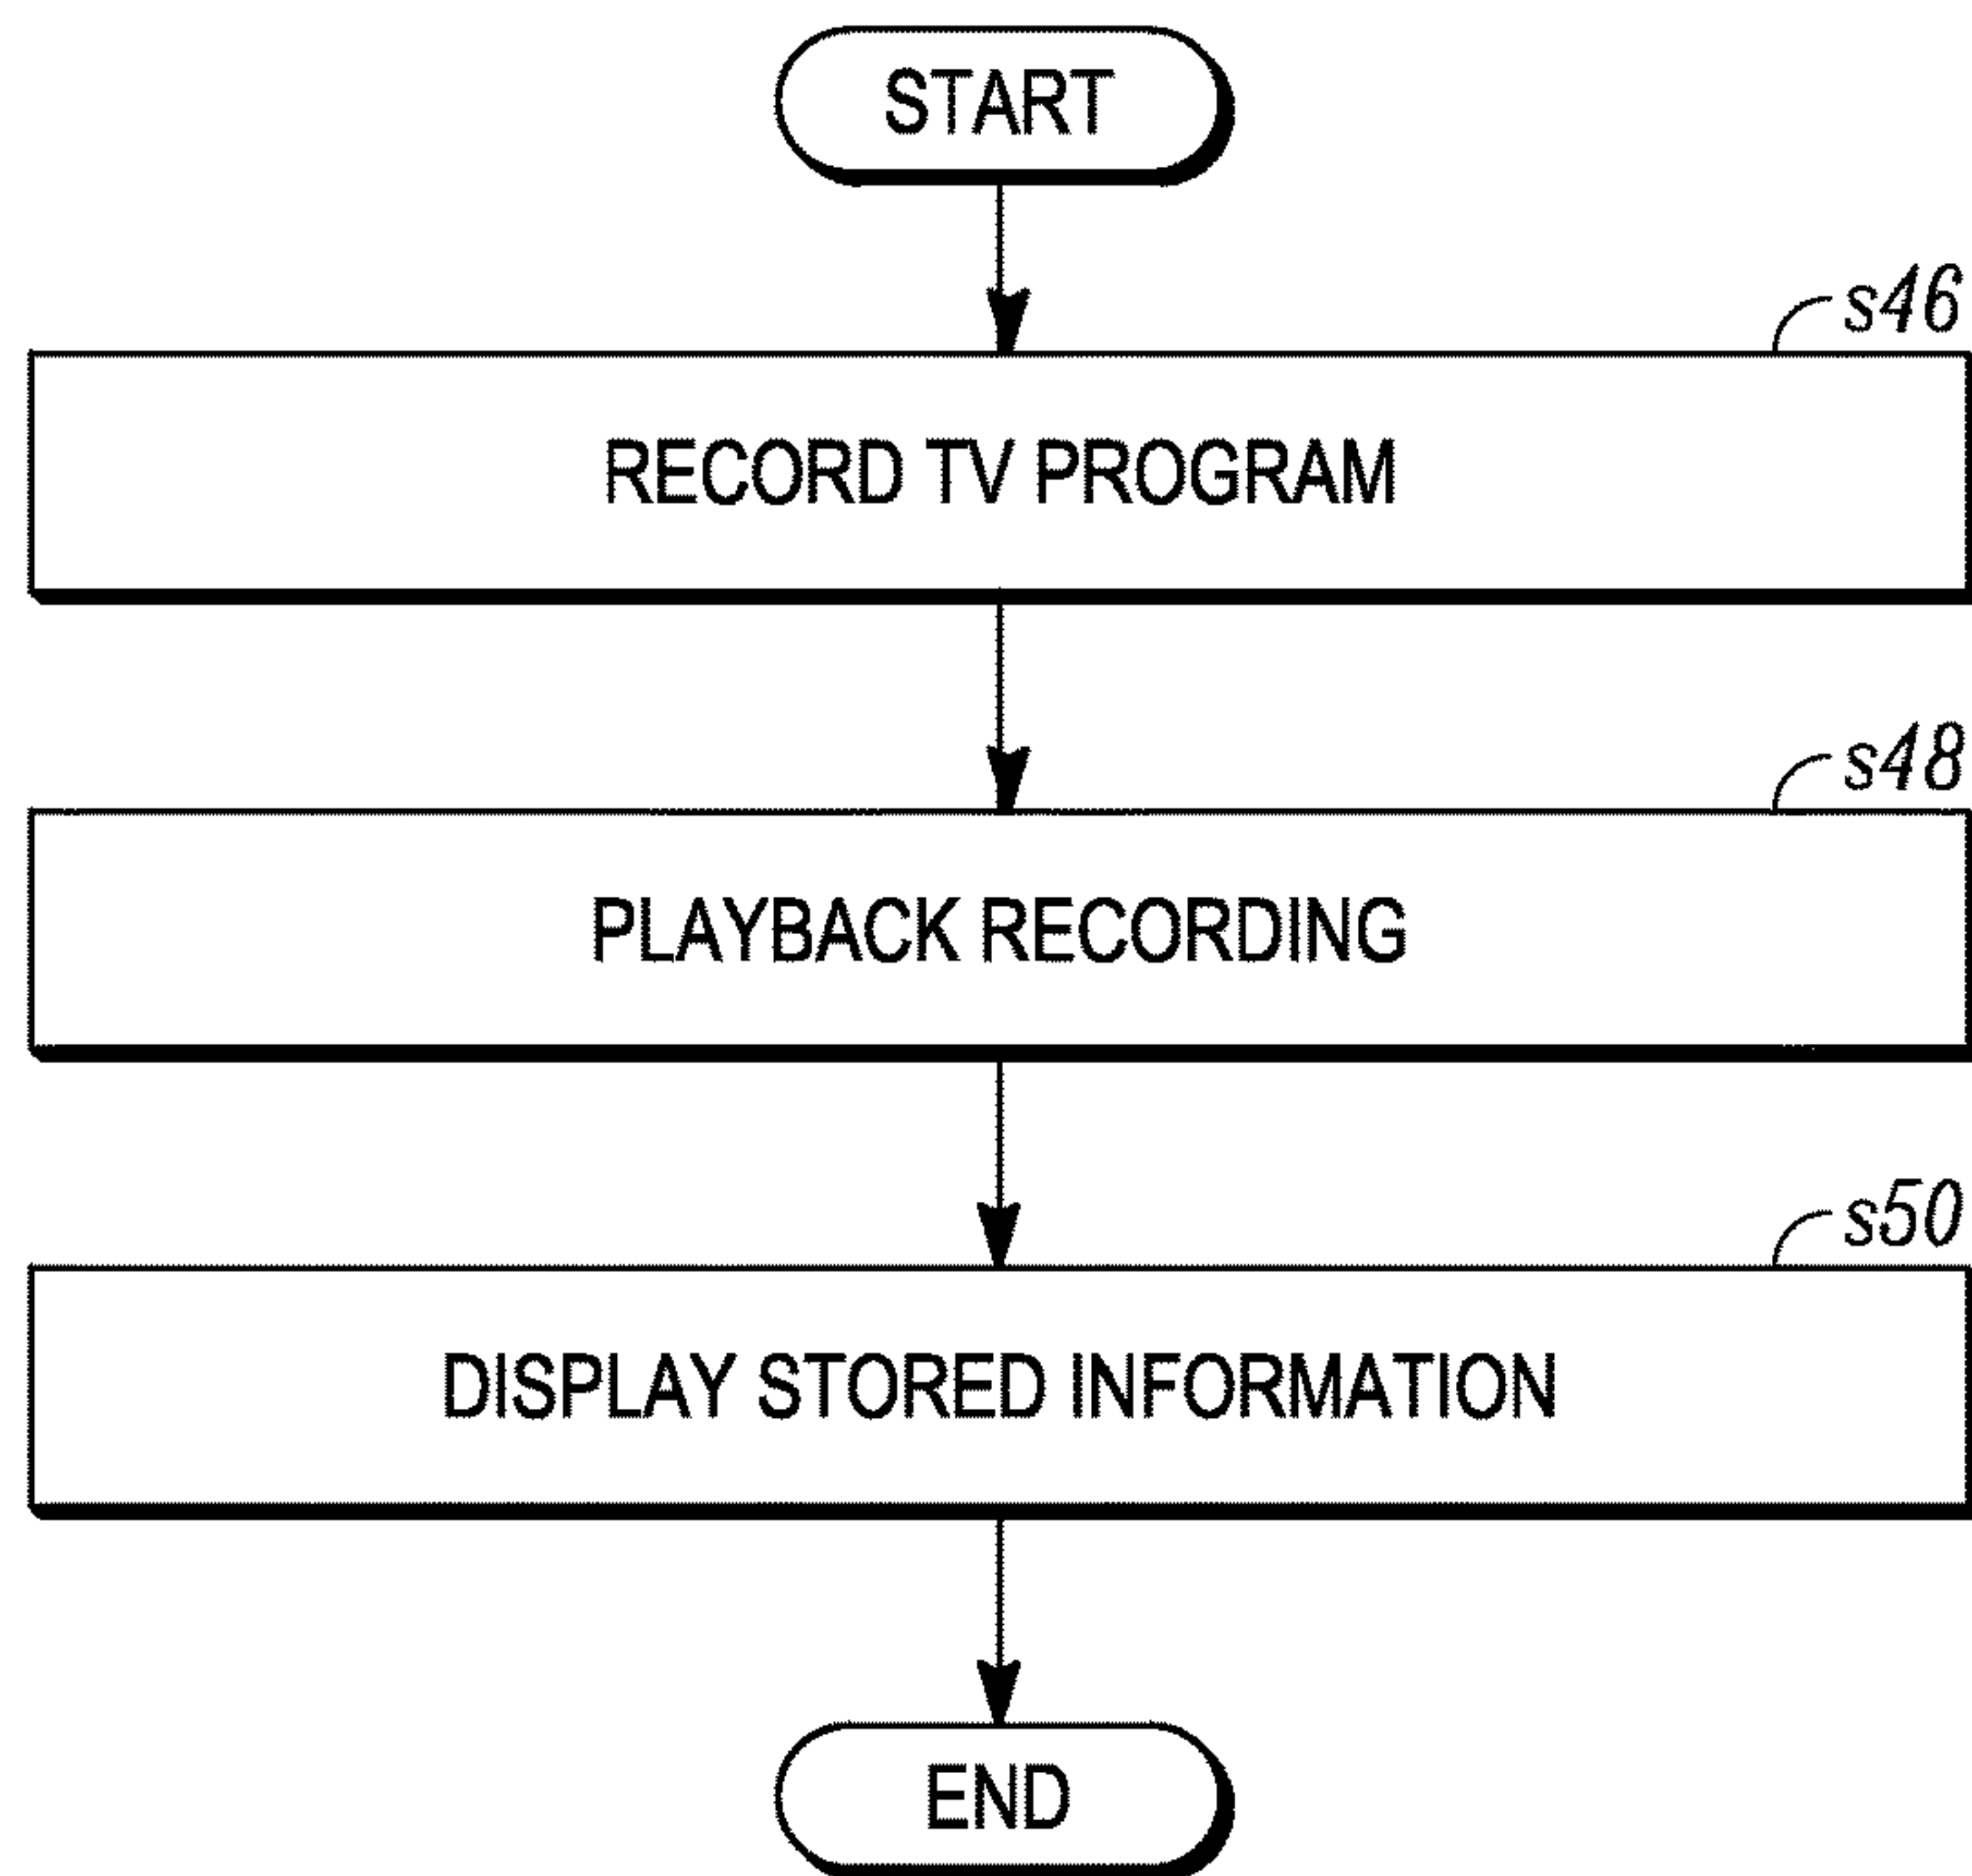 START
s46
RECORD TV PROGRAM
s48
PLAYBACK RECORDING
s50
DISPLAY STORED INFORMATION
END